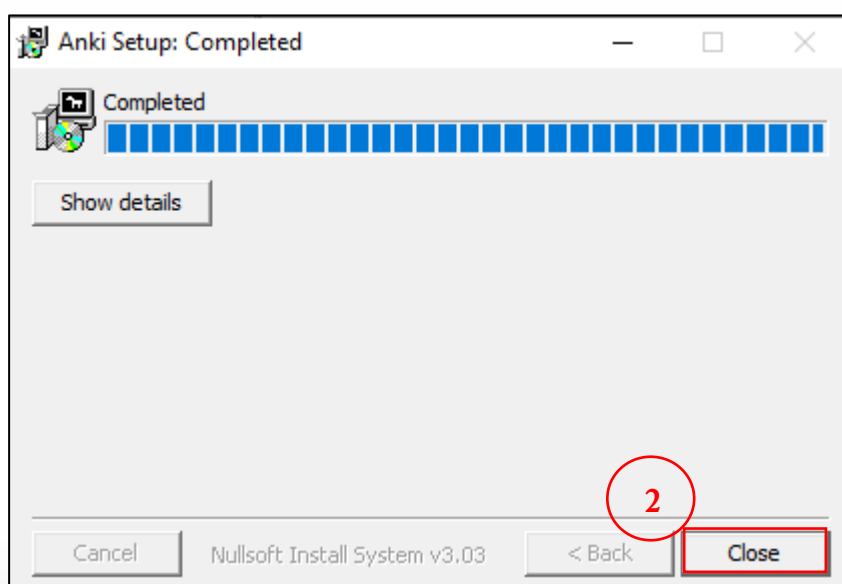 Anki Setup: Completed
Completed
Show details
2
Cancel Nullsoft Install System v3.03 < Back Close